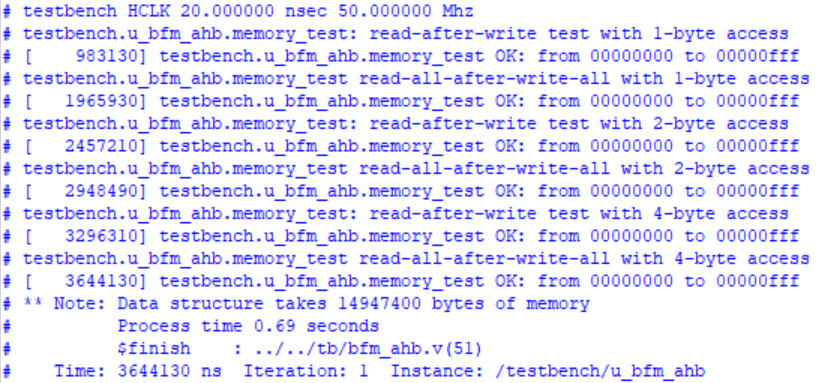 # testbench HCLK 20.000000 nsec 50.000000 Mhz
# testbench.u_bfm_ahb.memory_test: read-after-write test with 1-byte access
# [    983130] testbench.u_bfm_ahb.memory_test OK: from 00000000 to 00000fff
# testbench.u_bfm_ahb.memory_test read-all-after-write-all with 1-byte access
# [   1965930] testbench.u_bfm_ahb.memory_test OK: from 00000000 to 00000fff
# testbench.u_bfm_ahb.memory_test: read-after-write test with 2-byte access
# [   2457210] testbench.u_bfm_ahb.memory_test OK: from 00000000 to 00000fff
# testbench.u_bfm_ahb.memory_test read-all-after-write-all with 2-byte access
# [   2948490] testbench.u_bfm_ahb.memory_test OK: from 00000000 to 00000fff
# testbench.u_bfm_ahb.memory_test: read-after-write test with 4-byte access
# [   3296310] testbench.u_bfm_ahb.memory_test OK: from 00000000 to 00000fff
# testbench.u_bfm_ahb.memory_test read-all-after-write-all with 4-byte access
# [   3644130] testbench.u_bfm_ahb.memory_test OK: from 00000000 to 00000fff
# ** Note: Data structure takes 14947400 bytes of memory
#          Process time 0.69 seconds
#          $finish    : ../../tb/bfm_ahb.v(51)
#    Time: 3644130 ns  Iteration: 1  Instance: /testbench/u_bfm_ahb